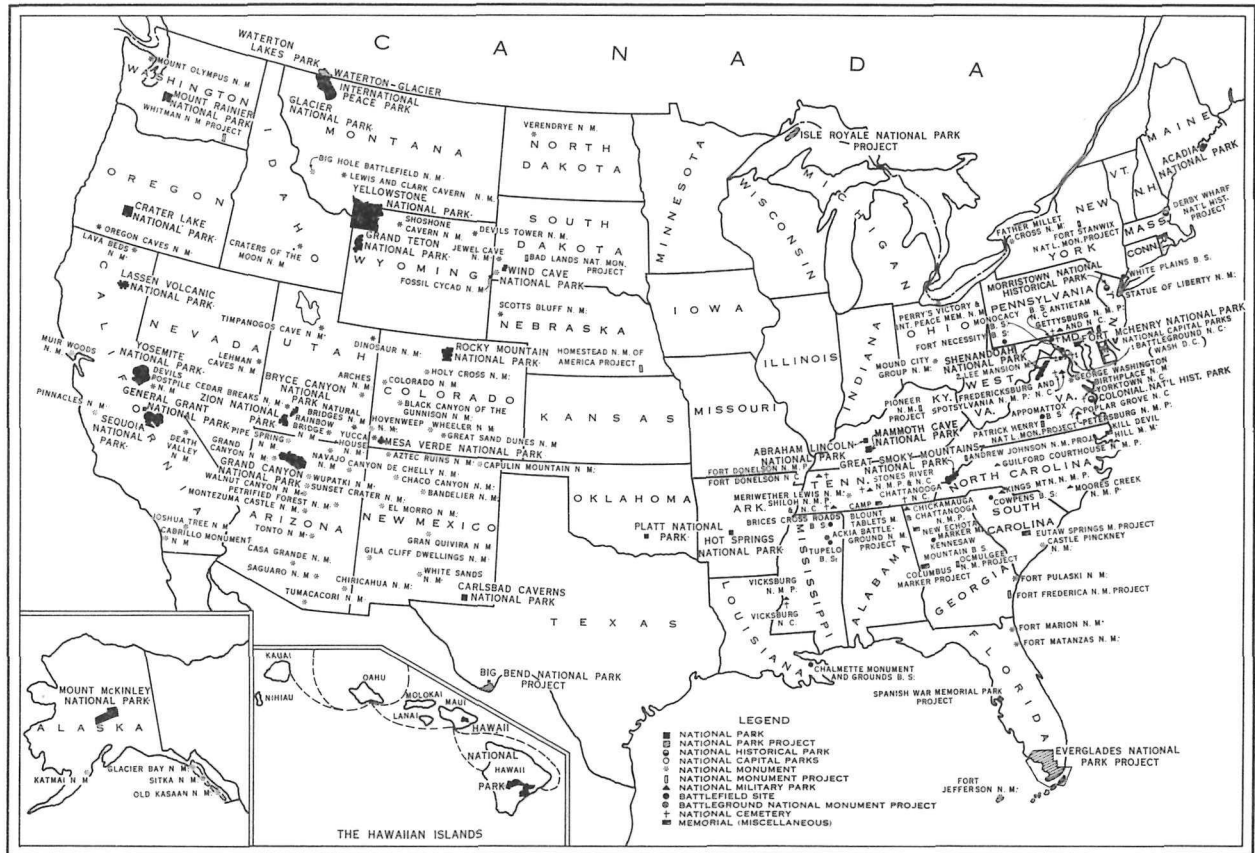 C A N A D A
WATERTON
LAKES PARK
WATERTON-GLACIER
INTERNATIONAL
PEACE PARK
GLACIER
NATIONAL
PARK
MONTANA
MOUNT OLYMPUS N. M.
WASHINGTON
MOUNT RAINIER
NATIONAL PARK
WHITMAN N M PROJECT
IDAHO
BIG HOLE BATTLEFIELD N. M.
LEWIS AND CLARK CAVERN N. M.
YELLOWSTONE
NATIONAL PARK
VERENDRYE N M
NORTH
DAKOTA
OREGON
CRATER LAKE
NATIONAL PARK
OREGON CAVES N M
LAVA BEDS
N. M.
CRATERS OF THE
MOON N M
SHOSHONE
CAVERN N M
GRAND TETON
NATIONAL PARK
WYOMING
DEVILS TOWER N. M.
SOUTH
DAKOTA
JEWEL CAVE
N M
BAD LANDS NAT. MON.
PROJECT
WIND CAVE
NATIONAL PARK
FOSSIL CYCAD N M
SCOTTS BLUFF N M
NEBRASKA
HOMESTEAD N. M. OF
AMERICA PROJECT
MINNESOTA
ISLE ROYALE NATIONAL PARK
PROJECT
WISCONSIN
MICHIGAN
IOWA
ILLINOIS
INDIANA
OHIO
MAINE
ACADIA
NATIONAL PARK
VT.
N.H.
NEW
YORK
MASS
CONN
DERBY WHARF
NAT'L HIST.
PROJECT
FATHER MILLET
CROSS N. M.
FORT STANWIX
NAT'L. MON. PROJECT
WHITE PLAINS B. S.
STATUE OF LIBERTY N. M.
MORRISTOWN NATIONAL
HISTORICAL PARK
PENNSYLVANIA
PERRY'S VICTORY &
INT. PEACE MEM. N. M.
MONOCACY
B. S.
B. S. ANTIETAM
N. C.
GETTYSBURG N. M. P.
AND N. C.
FORT NECESSITY
B. S.
MD.
FORT
McHENRY NATIONAL PARK
NATIONAL CAPITAL PARKS
BATTLEGROUND N. C.
(WASH D. C.)
MOUND CITY
GROUP N. M.
SHENANDOAH
NATIONAL PARK
LEE MANSION
WEST
VA.
FREDERICKSBURG AND
SPOTSYLVANIA N. M. P.
N. C.
GEORGE WASHINGTON
BIRTHPLACE N M
YORKTOWN N. C.
COLONIAL NAT'L HIST. PARK
VA.
POPLAR GROVE N. C.
PETERSBURG N. M. P.
APPOMATTOX
B S
PATRICK HENRY
NAT'L MON. PROJECT
KILL DEVIL
HILL M. M.
PIONEER
N M
PROJECT
KY.
CALIFORNIA
LASSEN VOLCANIC
NATIONAL PARK
NEVADA
UTAH
TIMPANOGOS CAVE N M
LEHMAN
CAVES N M
DINOSAUR N. M.
ROCKY MOUNTAIN
NATIONAL PARK
HOLY CROSS N. M.
COLORADO N. M.
COLORADO
BLACK CANYON OF THE
GUNNISON N. M.
WHEELER
N M
GREAT SAND DUNES N M
HOVENWEEP
N. M.
KANSAS
MISSOURI
MUIR WOODS
N. M.
YOSEMITE
NATIONAL
PARK
DEVILS
POSTPILE
N M
CEDAR BREAKS N. M.
GENERAL GRANT
NATIONAL
PARK
PINNACLES N M
SEQUOIA
NATIONAL
PARK
DEATH
VALLEY
N M
ZION NATIONAL
PARK
BRYCE CANYON
NATIONAL
PARK
ARCHES
N. M.
NATURAL
BRIDGES N M
RAINBOW
BRIDGE
N M
PIPE SPRING
N. M.
YUCCA
HOUSE
N. M.
MESA VERDE NATIONAL PARK
AZTEC RUINS N M
CAPULIN MOUNTAIN N M
GRAND
CANYON N. M.
GRAND CANYON
NATIONAL
PARK
NAVAJO
N. M.
CANYON DE CHELLY N M
CHACO CANYON N M
WUPATKI N M
WALNUT CANYON N M
SUNSET CRATER N M
BANDELIER N M
PETRIFIED FOREST N M
EL MORRO N M
MONTEZUMA CASTLE N. M.
ARIZONA
NEW MEXICO
TONTO N M
GRAN QUIVIRA N M
JOSHUA TREE N M
CABRILLO MONUMENT
N M
CASA GRANDE N. M.
GILA CLIFF DWELLINGS N M
SAGUARO N M
WHITE SANDS
N M
TUMACACORI N M
CHIRICAHUA N M
CARLSBAD CAVERNS
NATIONAL PARK
TEXAS
BIG BEND NATIONAL PARK
PROJECT
OKLAHOMA
PLATT NATIONAL
PARK
ARK.
HOT SPRINGS
NATIONAL PARK
ABRAHAM LINCOLN
NATIONAL PARK
MAMMOTH CAVE
NATIONAL PARK
FORT DONELSON N. M. P.
FORT DONELSON N C
GREAT SMOKY MOUNTAINS
NATIONAL PARK
ANDREW JOHNSON N. M. PROJECT
GUILFORD COURTHOUSE N. M. P.
TENN.
STONES RIVER
N M P & N C
CHATTANOOGA
N. C.
NORTH CAROLINA
MERIWETHER LEWIS N. M.
SHILOH N. M. P.
N. C.
CAMP
BRICES CROSS ROADS
B S
BLOUNT
TABLETS M.
ACKIA BATTLE-
GROUND N M
PROJECT
TUPELO
B S
CHICKAMAUGA
& CHATTANOOGA
N. M. P.
NEW ECHOTA
MARKER M.
KENNESAW
MOUNTAIN B S
KINGS MTN. N. M. P.
COWPENS B. S.
MOORES CREEK
N. M. P.
SOUTH
CAROLINA
EUTAW SPRINGS M. PROJECT
CASTLE PINCKNEY
N. M.
OCMULGEE
N. M. PROJECT
COLUMBUS
MARKER PROJECT
MISSISSIPPI
ALABAMA
GEORGIA
FORT PULASKI N M
FORT FREDERICA N. M. PROJECT
FORT MARION N M
FORT MATANZAS N. M.
VICKSBURG
N. M. P.
VICKSBURG
N. C.
LOUISIANA
CHALMETTE MONUMENT
AND GROUNDS B. S.
FLORIDA
SPANISH WAR MEMORIAL PARK
PROJECT
EVERGLADES NATIONAL
PARK PROJECT
FORT
JEFFERSON N. M.
MOUNT McKINLEY
NATIONAL PARK
ALASKA
KATMAI N M
GLACIER BAY N M
SITKA N M
OLD KASAAN N M
KAUAI
NIHIAU
OAHU
MOLOKAI
LANAI
MAUI
HAWAII
NATIONAL
HAWAII
PARK
THE HAWAIIAN ISLANDS
LEGEND
NATIONAL PARK
NATIONAL PARK PROJECT
NATIONAL HISTORICAL PARK
NATIONAL CAPITAL PARKS
NATIONAL MONUMENT
NATIONAL MONUMENT PROJECT
NATIONAL MILITARY PARK
BATTLEFIELD SITE
BATTLEGROUND NATIONAL MONUMENT PROJECT
NATIONAL CEMETERY
MEMORIAL (MISCELLANEOUS)